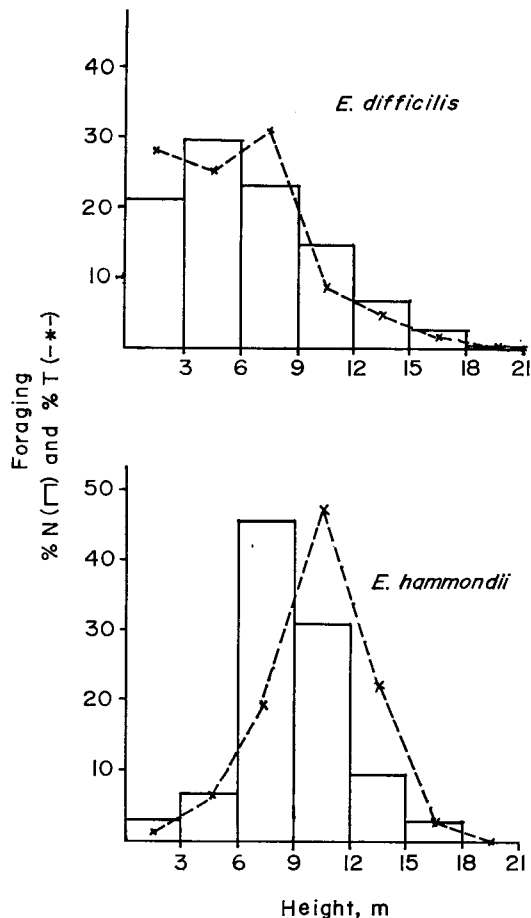 40
30
20
10
E. difficilis
3 6 9 12 15 18 21
Foraging
%N(⊓) and %T(-*-)
50
40
30
20
10
E. hammondii
3 6 9 12 15 18 21
Height, m